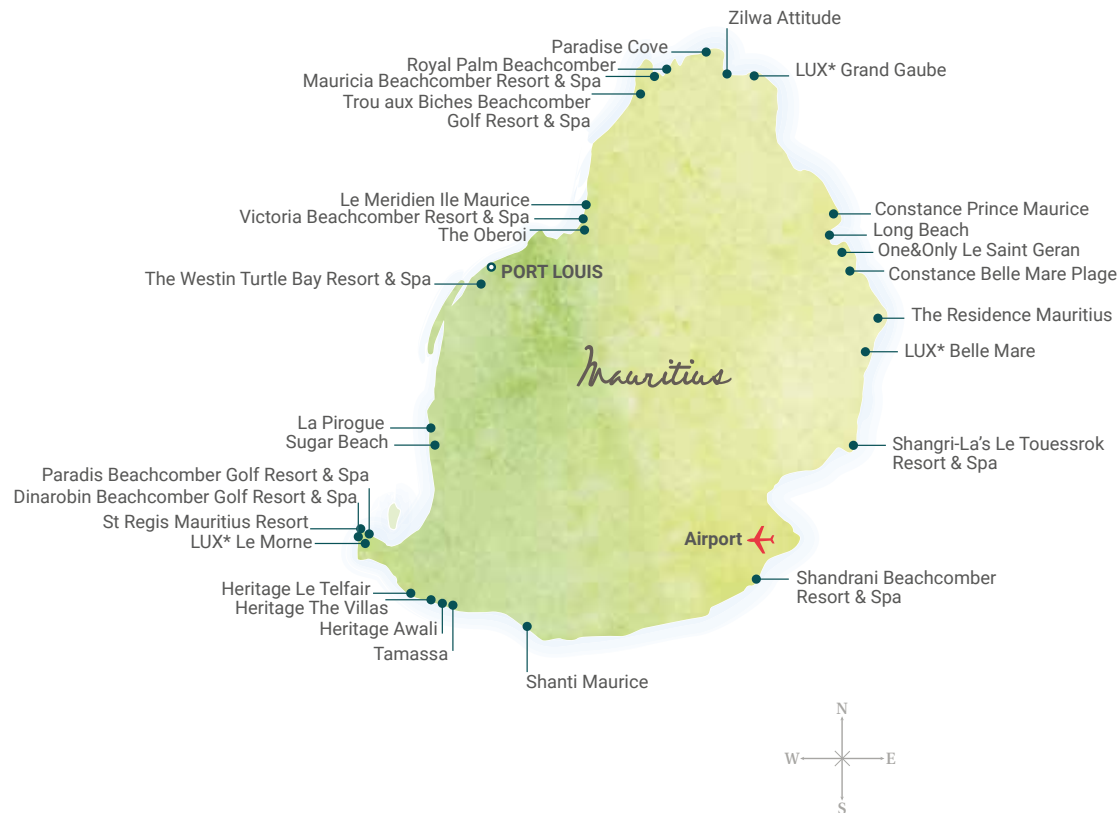 Zilwa Attitude
Paradise Cove
Royal Palm Beachcomber
LUX* Grand Gaube
Mauricia Beachcomber Resort & Spa
Trou aux Biches Beachcomber
Golf Resort & Spa
Le Meridien Ile Maurice
Victoria Beachcomber Resort & Spa
The Oberoi
Constance Prince Maurice
Long Beach
One&Only Le Saint Geran
Constance Belle Mare Plage
PORT LOUIS
The Westin Turtle Bay Resort & Spa
The Residence Mauritius
LUX* Belle Mare
Mauritius
La Pirogue
Sugar Beach
Shangri-La's Le Touessrok
Resort & Spa
Paradis Beachcomber Golf Resort & Spa
Dinarobin Beachcomber Golf Resort & Spa
St Regis Mauritius Resort
LUX* Le Morne
Airport
Shandrani Beachcomber
Resort & Spa
Heritage Le Telfair
Heritage The Villas
Heritage Awali
Tamassa
Shanti Maurice
N
W E
S